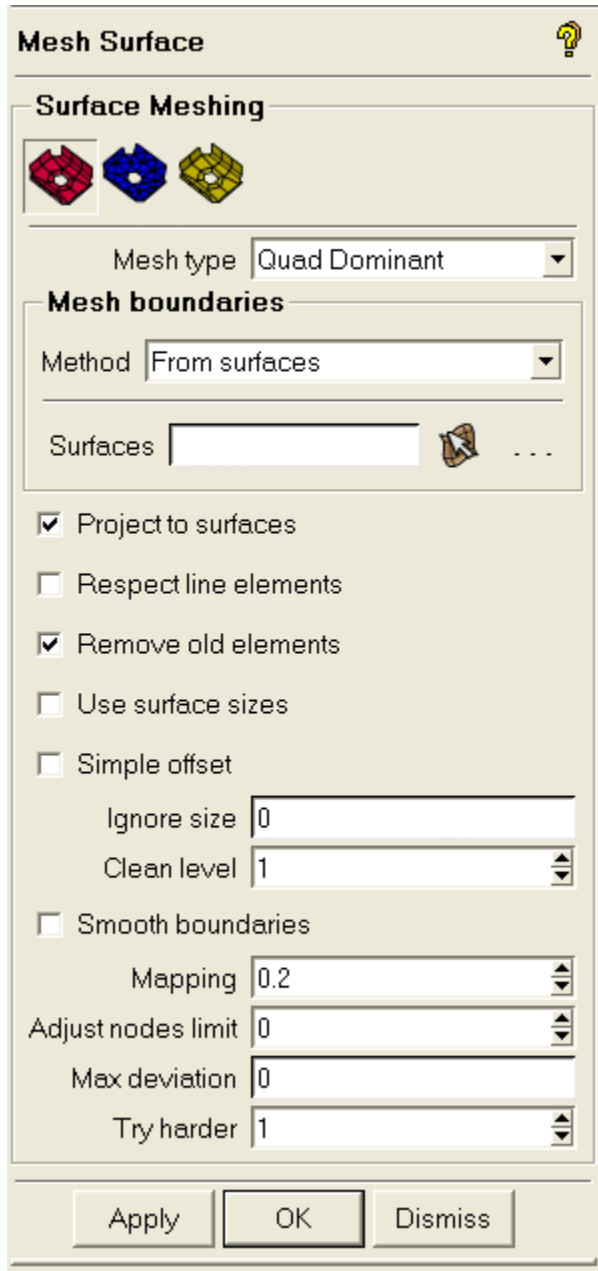 Mesh Surface
Surface Meshing
Mesh type Quad Dominant
Mesh boundaries
Method From surfaces
Surfaces ...
Project to surfaces
Respect line elements
Remove old elements
Use surface sizes
Simple offset
Ignore size 0
Clean level 1
Smooth boundaries
Mapping 0.2
Adjust nodes limit 0
Max deviation 0
Try harder 1
Apply OK Dismiss